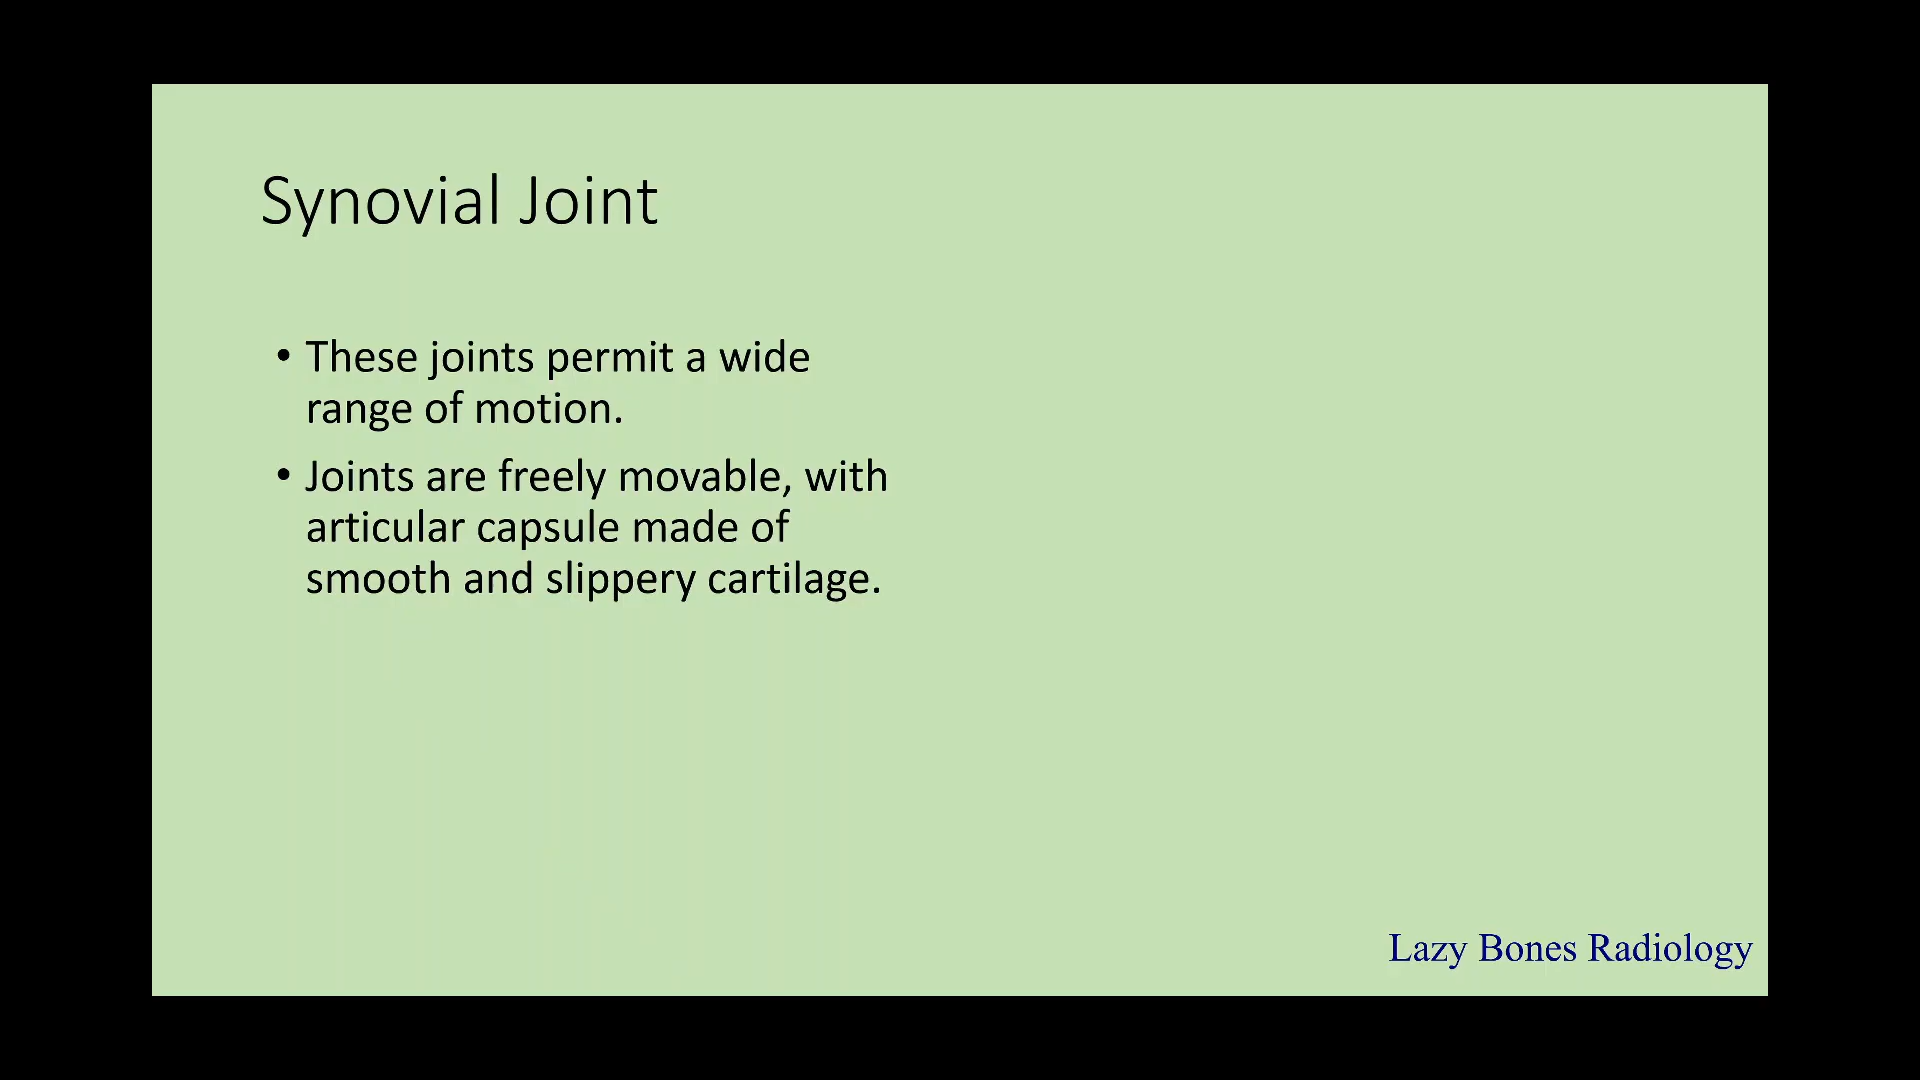 Synovial Joint
• These joints permit a wide
range of motion.
• Joints are freely movable, with
articular capsule made of
smooth and slippery cartilage.
Lazy Bones Radiology